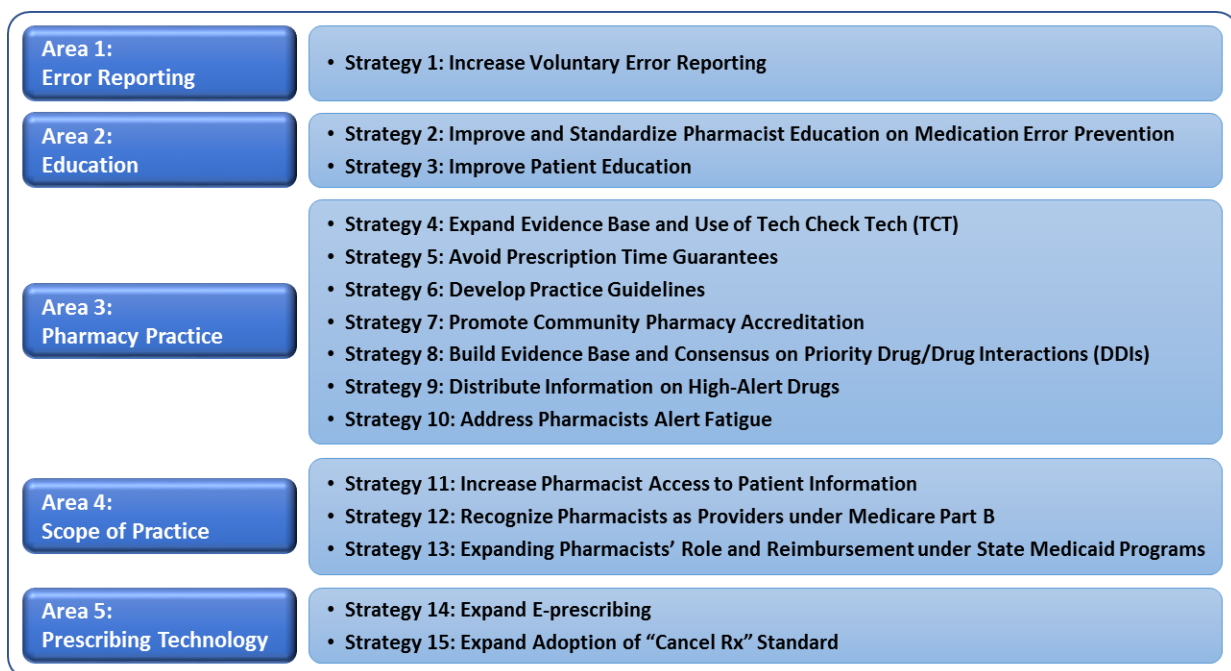 Area 1:
Error Reporting
• Strategy 1: Increase Voluntary Error Reporting
Area 2:
Education
• Strategy 2: Improve and Standardize Pharmacist Education on Medication Error Prevention
• Strategy 3: Improve Patient Education
Area 3:
Pharmacy Practice
• Strategy 4: Expand Evidence Base and Use of Tech Check Tech (TCT)
• Strategy 5: Avoid Prescription Time Guarantees
• Strategy 6: Develop Practice Guidelines
• Strategy 7: Promote Community Pharmacy Accreditation
• Strategy 8: Build Evidence Base and Consensus on Priority Drug/Drug Interactions (DDIs)
• Strategy 9: Distribute Information on High-Alert Drugs
• Strategy 10: Address Pharmacists Alert Fatigue
Area 4:
Scope of Practice
• Strategy 11: Increase Pharmacist Access to Patient Information
• Strategy 12: Recognize Pharmacists as Providers under Medicare Part B
• Strategy 13: Expanding Pharmacists’ Role and Reimbursement under State Medicaid Programs
Area 5:
Prescribing Technology
• Strategy 14: Expand E-prescribing
• Strategy 15: Expand Adoption of “Cancel Rx” Standard